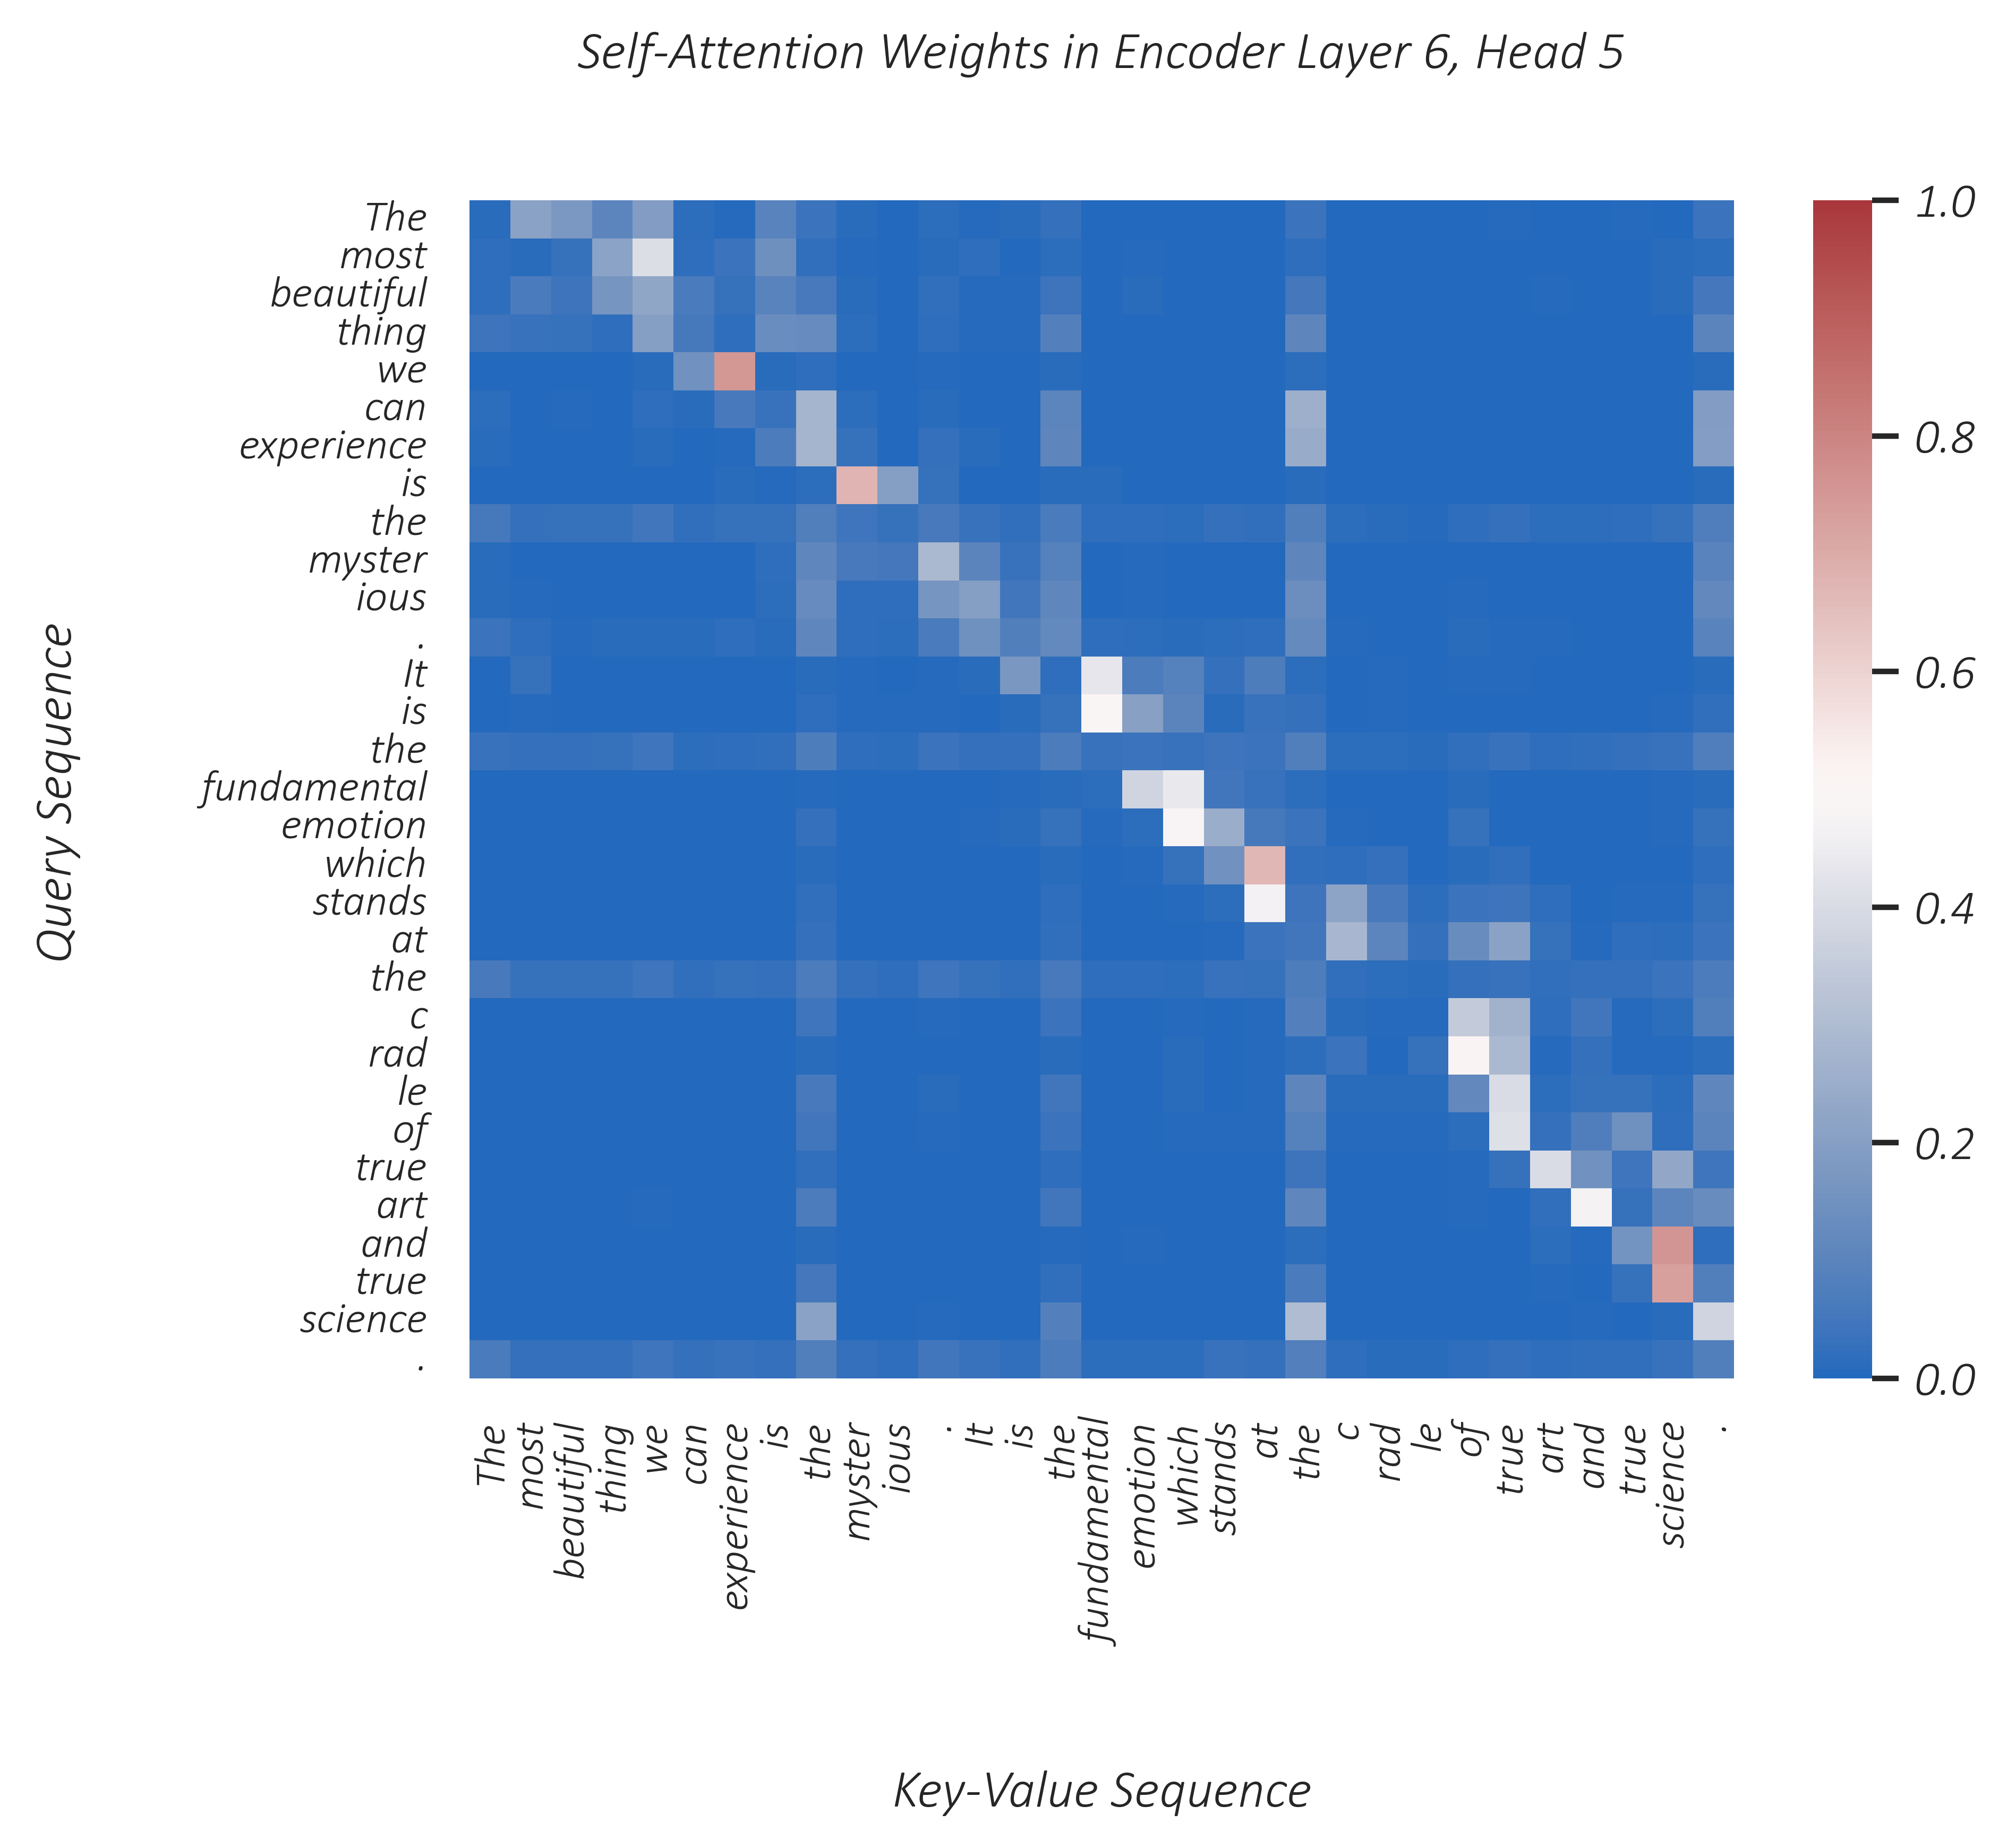 Self-Attention Weights in Encoder Layer 6, Head 5
Query Sequence
The
most
beautiful
thing
we
can
experience
is
the
myster
ious
.
It
is
the
fundamental
emotion
which
stands
at
the
c
rad
le
of
true
art
and
true
science
.
1.0
0.8
0.6
0.4
0.2
0.0
The
most
beautiful
thing
we
can
experience
is
the
myster
ious
.
It
is
the
fundamental
emotion
which
stands
at
the
c
rad
le
of
true
art
and
true
science
.
Key-Value Sequence